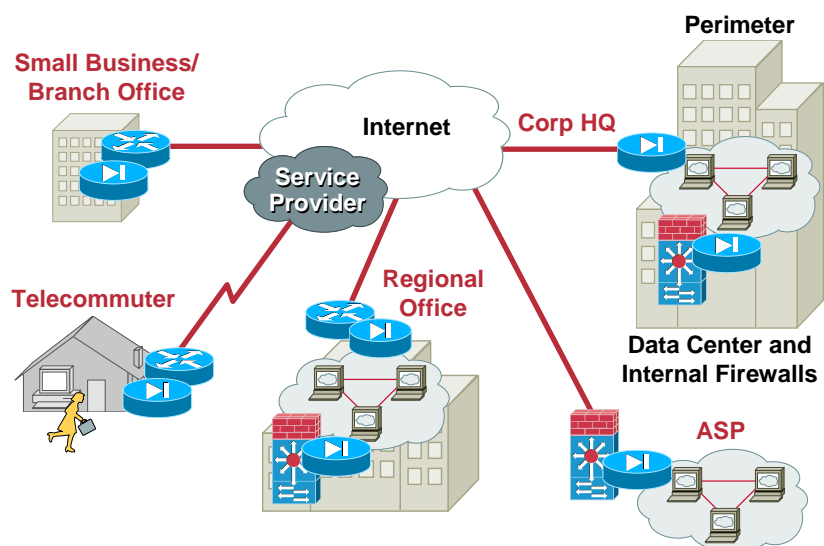 Perimeter
Small Business/
Branch Office
Internet
Corp HQ
Service
Provider
Telecommuter
Regional
Office
Data Center and
Internal Firewalls
ASP